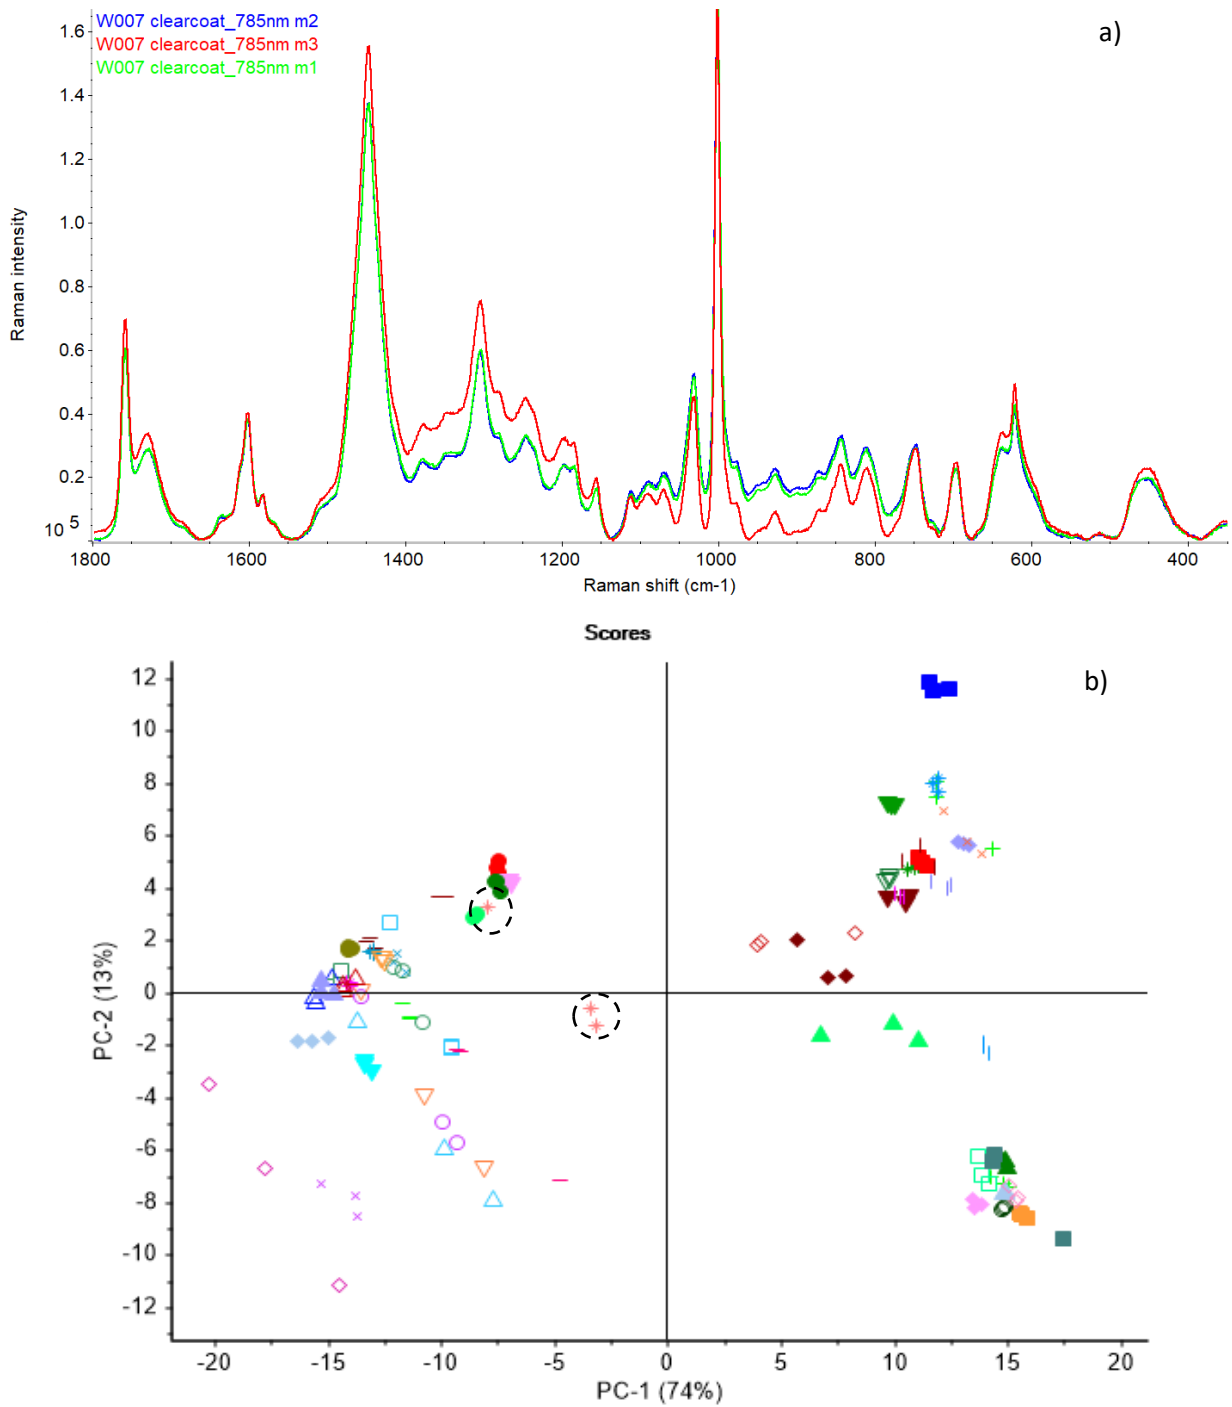 W007 clearcoat_785nm m2
W007 clearcoat_785nm m3
W007 clearcoat_785nm m1
a)
1.6
1.4
1.2
1.0
0.8
0.6
0.4
0.2
10 5
Raman intensity
1800 1600 1400 1200 1000 800 600 400
Raman shift (cm-1)
Scores
b)
12
10
8
6
4
2
0
-2
-4
-6
-8
-10
-12
PC-2 (13%)
-20 -15 -10 -5 0 5 10 15 20
PC-1 (74%)